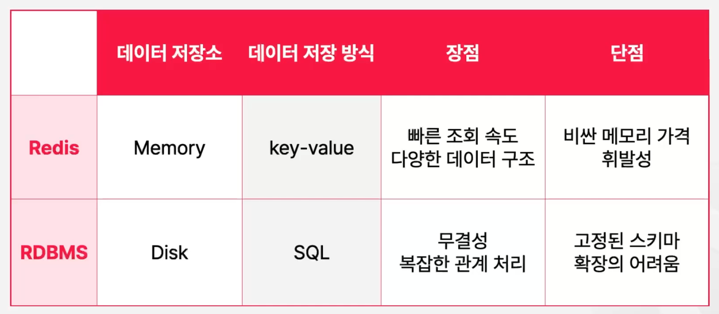 데이터 저장소 데이터 저장 방식 장점 단점
Redis Memory key-value 빠른 조회 속도 비싼 메모리 가격
다양한 데이터 구조 휘발성
RDBMS Disk SQL 무결성 고정된 스키마
복잡한 관계 처리 확장의 어려움